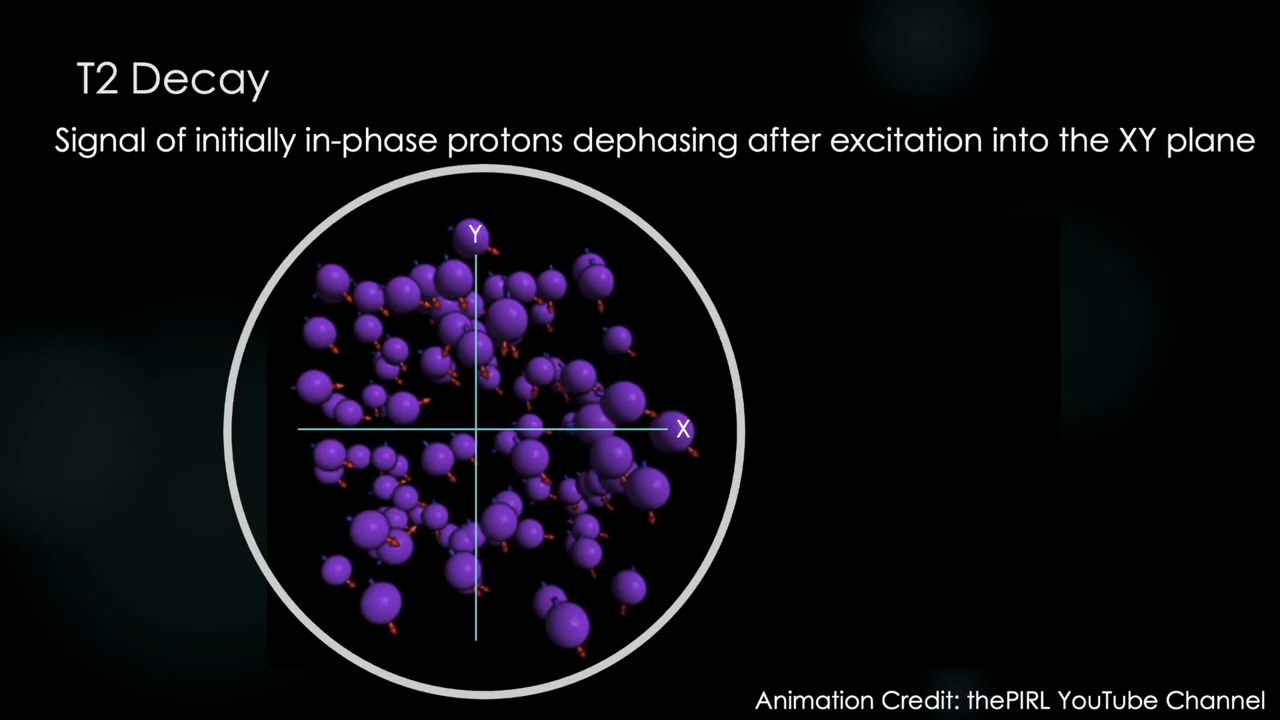 T2 Decay
Signal of initially in-phase protons dephasing after excitation into the XY plane
Y
X
Animation Credit: thePIRL YouTube Channel